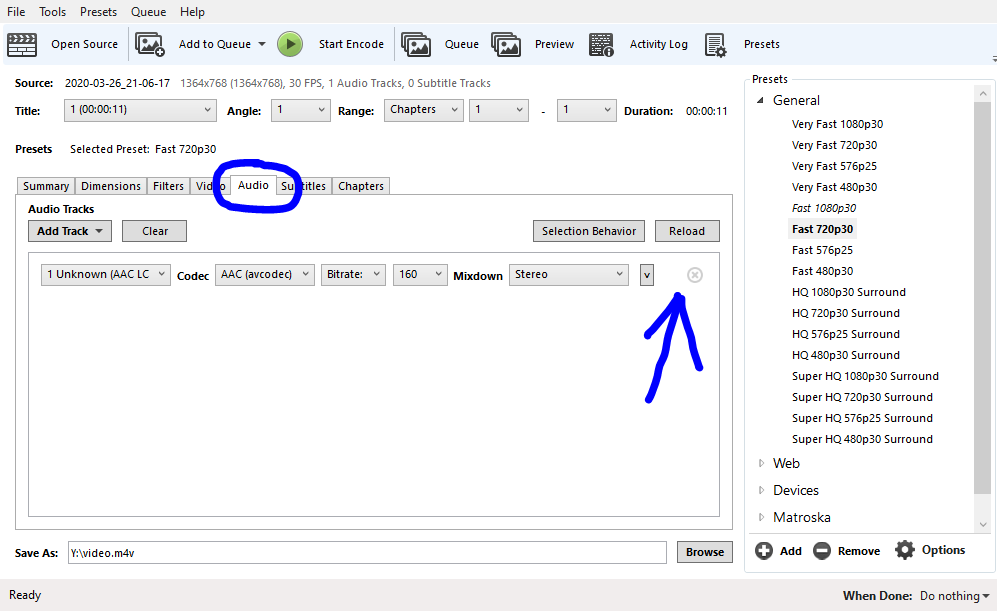 File Tools Presets Queue Help
Open Source Add to Queue Start Encode Queue Preview Activity Log Presets
Source: 2020-03-26_21-06-17 1364x768 (1364x768), 30 FPS, 1 Audio Tracks, 0 Subtitle Tracks
Title: 1 (00:00:11) Angle: 1 Range: Chapters 1 - 1 Duration: 00:00:11
Presets Selected Preset: Fast 720p30
Summary Dimensions Filters Video Audio Subtitles Chapters
Audio Tracks
Add Track Clear Selection Behavior Reload
1 Unknown (AAC LC Codec AAC (avcodec) Bitrate: 160 Mixdown Stereo v
Save As: Y:\video.m4v Browse
Presets
General
Very Fast 1080p30
Very Fast 720p30
Very Fast 576p25
Very Fast 480p30
Fast 1080p30
Fast 720p30
Fast 576p25
Fast 480p30
HQ 1080p30 Surround
HQ 720p30 Surround
HQ 576p25 Surround
HQ 480p30 Surround
Super HQ 1080p30 Surround
Super HQ 720p30 Surround
Super HQ 576p25 Surround
Super HQ 480p30 Surround
Web
Devices
Matroska
Add Remove Options
Ready When Done: Do nothing